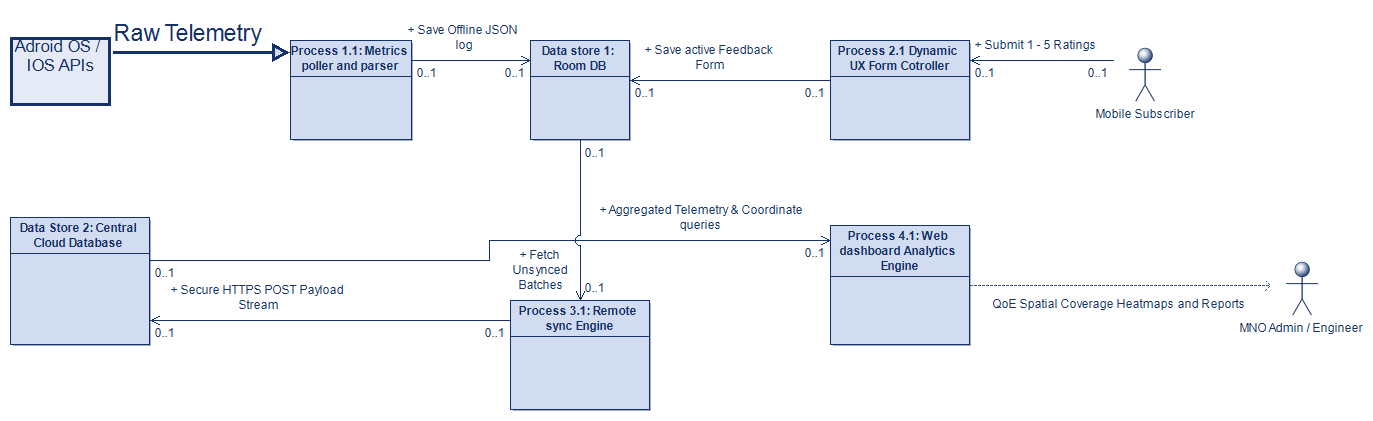 Adroid OS /
IOS APIs
Raw Telemetry
Process 1.1: Metrics
poller and parser
+ Save Offline JSON
log
0..1
0..1
Data store 1:
Room DB
+ Save active Feedback
Form
0..1
0..1
Process 2.1 Dynamic
UX Form Cotroller
+ Submit 1 - 5 Ratings
0..1
0..1
Mobile Subscriber
0..1
Data Store 2: Central
Cloud Database
+ Aggregated Telemetry & Coordinate
queries
0..1
0..1
Process 4.1: Web
dashboard Analytics
Engine
+ Fetch
Unsynced
Batches
0..1
+ Secure HTTPS POST Payload
Stream
0..1
0..1
Process 3.1: Remote
sync Engine
QoE Spatial Coverage Heatmaps and Reports
MNO Admin / Engineer